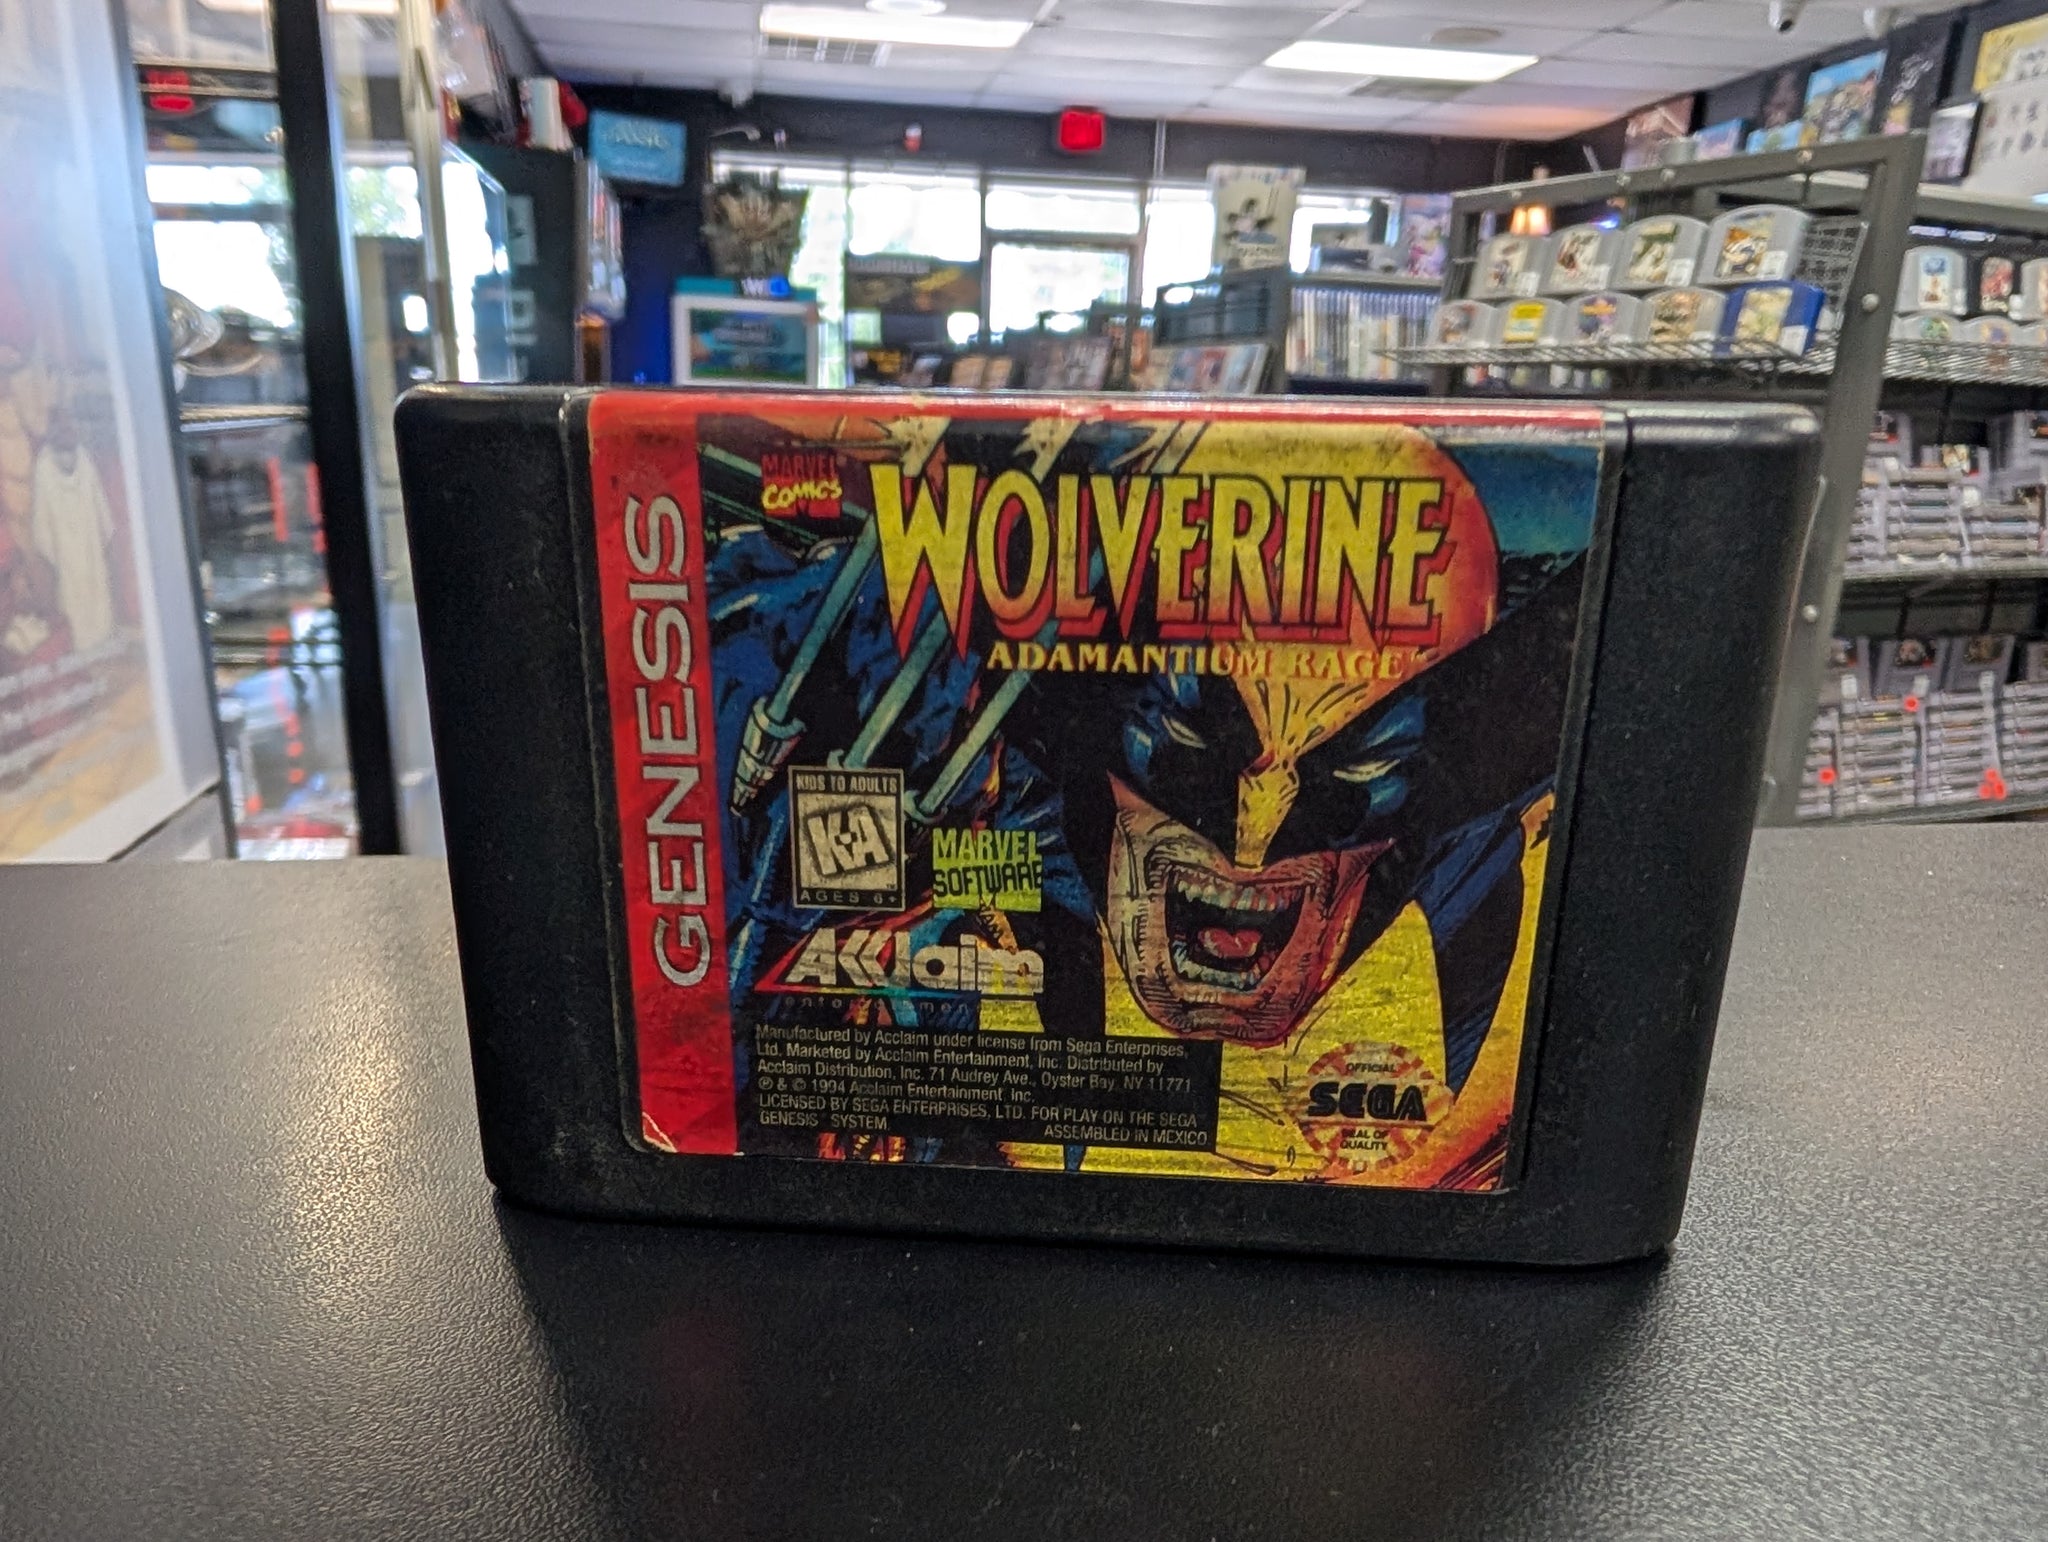 GENESIS
MARVEL
COMICS
WOLVERINE
ADAMANTIUM RAGE™
KIDS TO ADULTS
K-A
AGES 6+
MARVEL
SOFTWARE
Acclaim
entertainment
Manufactured by Acclaim under license from Sega Enterprises,
Ltd. Marketed by Acclaim Entertainment, Inc. Distributed by
Acclaim Distribution, Inc. 71 Audrey Ave., Oyster Bay, NY 11771
℗ & © 1994 Acclaim Entertainment, Inc.
LICENSED BY SEGA ENTERPRISES, LTD. FOR PLAY ON THE SEGA
GENESIS™ SYSTEM.
ASSEMBLED IN MEXICO
OFFICIAL
SEGA
SEAL OF
QUALITY